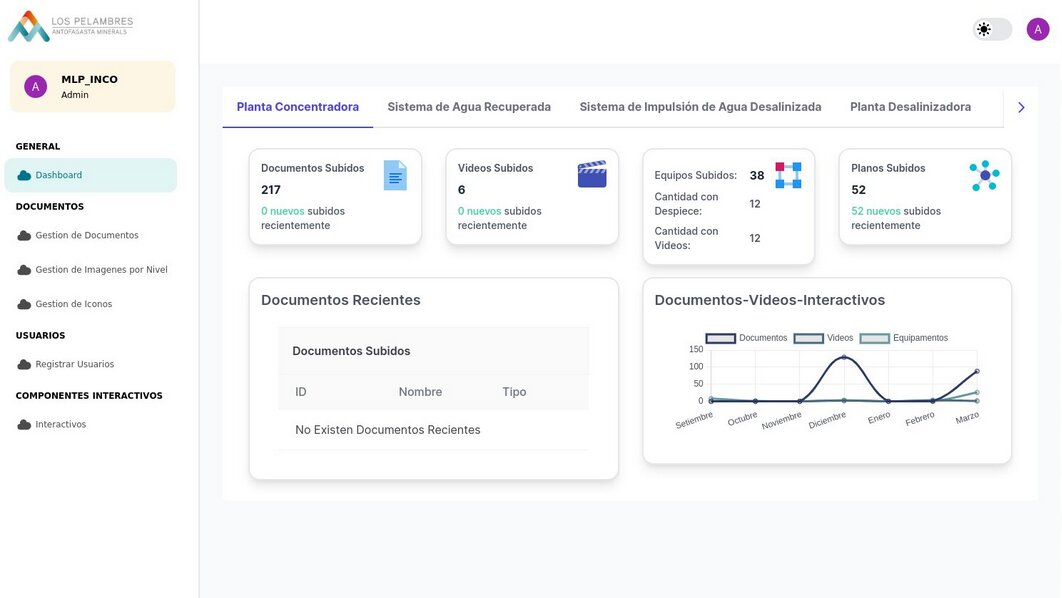 LOS PELAMBRES
ANTOFAGASTA MINERALS
A
A
MLP_INCO
Admin
GENERAL
Dashboard
DOCUMENTOS
Gestion de Documentos
Gestion de Imagenes por Nivel
Gestion de Iconos
USUARIOS
Registrar Usuarios
COMPONENTES INTERACTIVOS
Interactivos
Planta Concentradora
Sistema de Agua Recuperada
Sistema de Impulsión de Agua Desalinizada
Planta Desalinizadora
Documentos Subidos
217
0 nuevos subidos
recientemente
Videos Subidos
6
0 nuevos subidos
recientemente
Equipos Subidos: 38
Cantidad con
Despiece: 12
Cantidad con
Videos: 12
Planos Subidos
52
52 nuevos subidos
recientemente
Documentos Recientes
Documentos Subidos
ID Nombre Tipo
No Existen Documentos Recientes
Documentos-Videos-Interactivos
Documentos Videos Equipamentos
150
100
50
0
Setiembre Octubre Noviembre Diciembre Enero Febrero Marzo